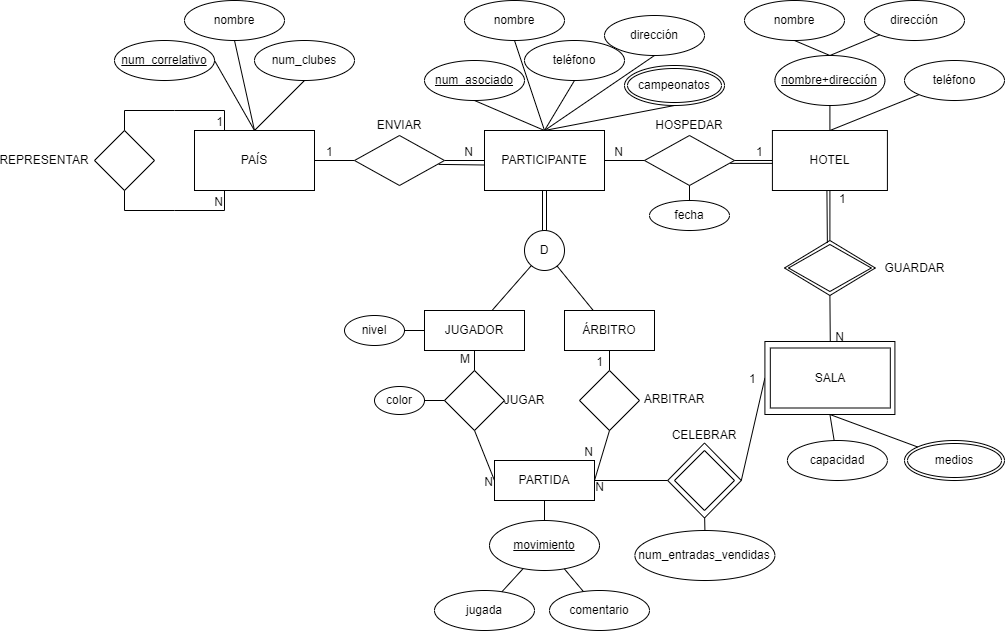 nombre
nombre
nombre
dirección
num_correlativo
num_clubes
teléfono
dirección
num_asociado
campeonatos
nombre+dirección
teléfono
REPRESENTAR
1
N
PAÍS
1
ENVIAR
N
PARTICIPANTE
N
HOSPEDAR
1
HOTEL
fecha
1
D
GUARDAR
nivel
JUGADOR
ÁRBITRO
N
M
1
SALA
1
color
JUGAR
ARBITRAR
CELEBRAR
N
N
PARTIDA
N
capacidad
medios
movimiento
num_entradas_vendidas
jugada
comentario